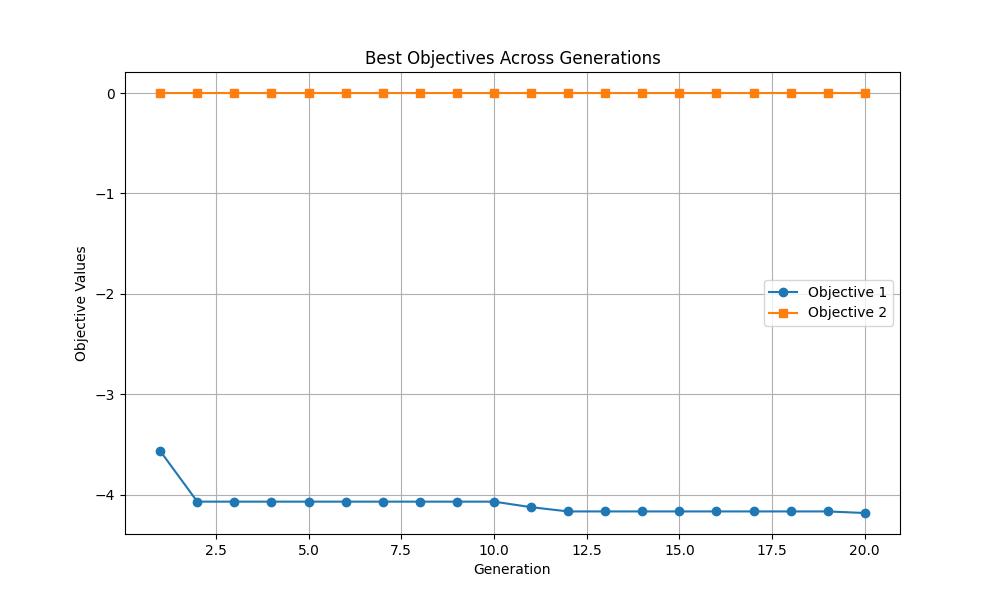 Best Objectives Across Generations
Objective Values
0
−1
−2
−3
−4
Objective 1
Objective 2
2.5 5.0 7.5 10.0 12.5 15.0 17.5 20.0
Generation